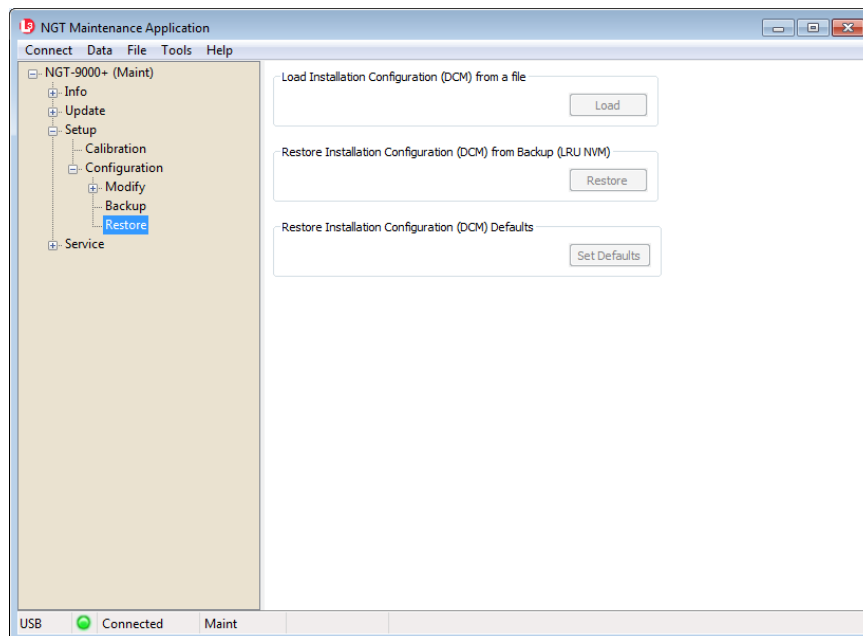 NGT Maintenance Application
Connect Data File Tools Help
NGT-9000+ (Maint)
Info
Update
Setup
Calibration
Configuration
Modify
Backup
Restore
Service
Load Installation Configuration (DCM) from a file
Load
Restore Installation Configuration (DCM) from Backup (LRU NVM)
Restore
Restore Installation Configuration (DCM) Defaults
Set Defaults
USB Connected Maint